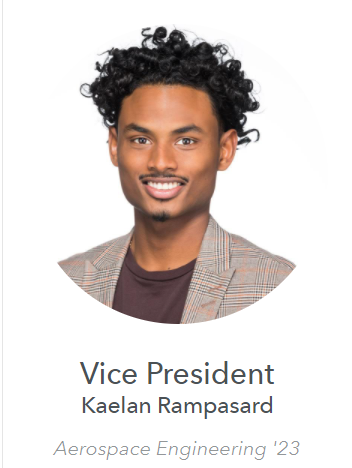 Vice President
Kaelan Rampasard
Aerospace Engineering '23